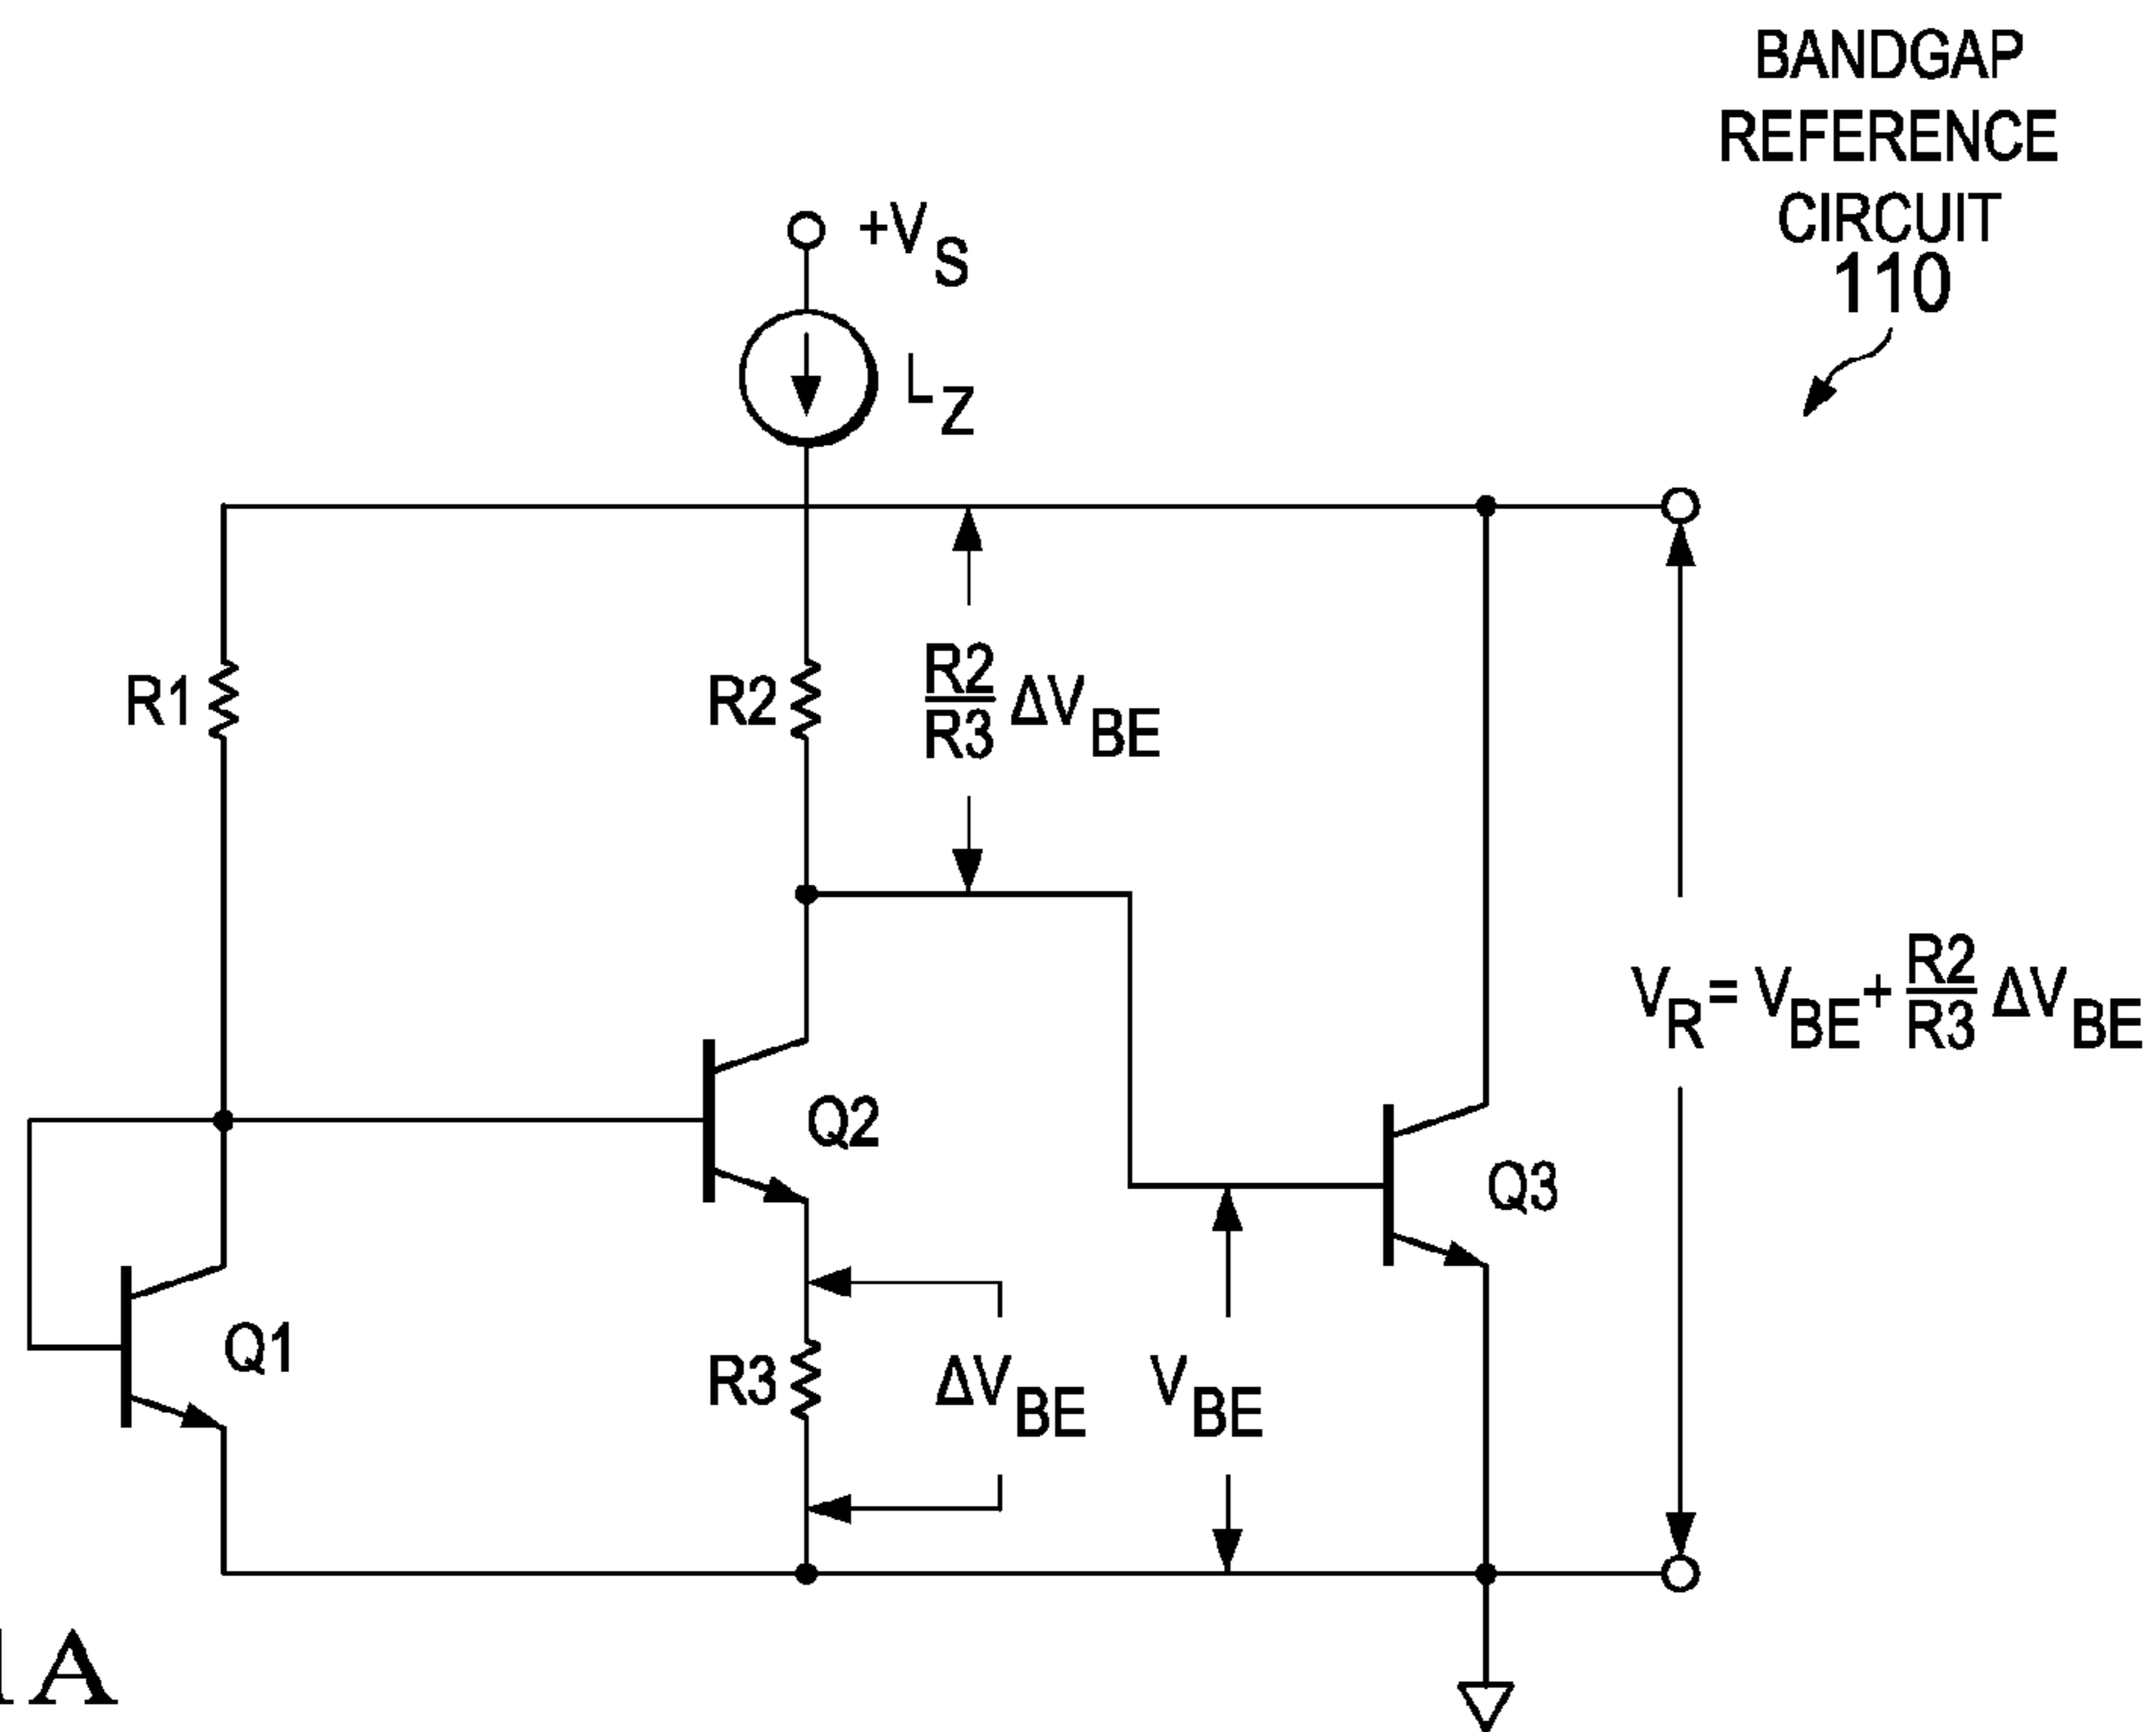 BANDGAP
REFERENCE
CIRCUIT
110
+VS
LZ
R1
R2
R2/R3 ΔVBE
VR= VBE+ R2/R3 ΔVBE
Q2
Q3
Q1
R3
ΔVBE
VBE
1A